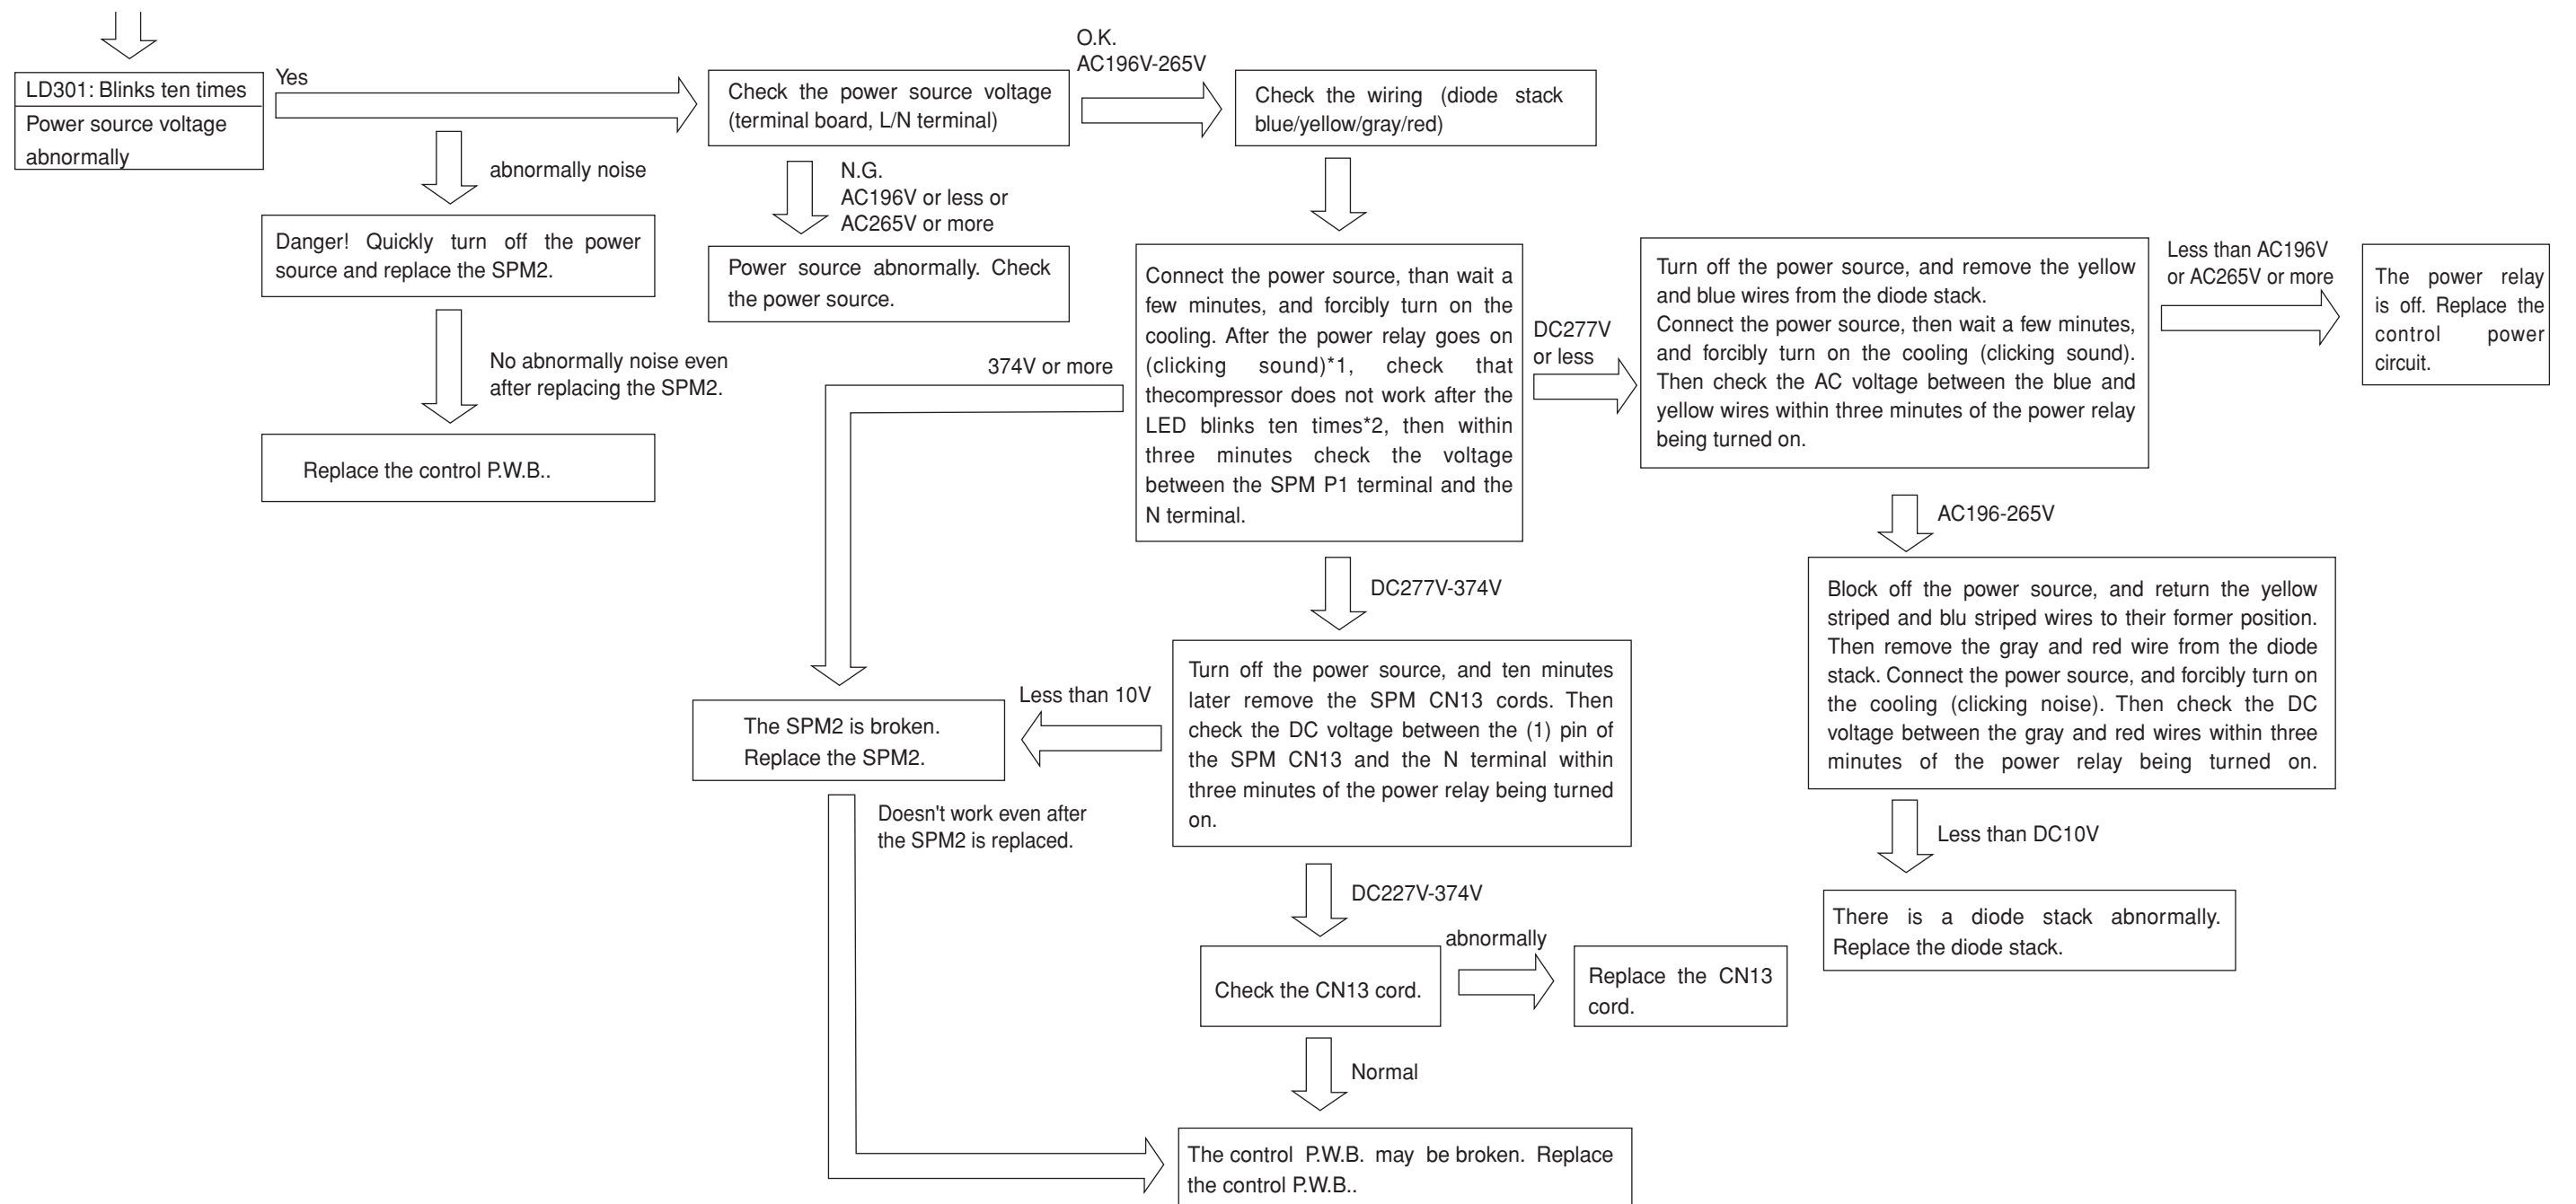 LD301: Blinks ten times
Power source voltage
abnormally
Yes
abnormally noise
Danger! Quickly turn off the power
source and replace the SPM2.
No abnormally noise even
after replacing the SPM2.
Replace the control P.W.B..
Check the power source voltage
(terminal board, L/N terminal)
N.G.
AC196V or less or
AC265V or more
Power source abnormally. Check
the power source.
O.K.
AC196V-265V
Check the wiring (diode stack
blue/yellow/gray/red)
Connect the power source, than wait a
few minutes, and forcibly turn on the
cooling. After the power relay goes on
(clicking sound)*1, check that
thecompressor does not work after the
LED blinks ten times*2, then within
three minutes check the voltage
between the SPM P1 terminal and the
N terminal.
374V or more
DC277V
or less
Turn off the power source, and remove the yellow
and blue wires from the diode stack.
Connect the power source, then wait a few minutes,
and forcibly turn on the cooling (clicking sound).
Then check the AC voltage between the blue and
yellow wires within three minutes of the power relay
being turned on.
Less than AC196V
or AC265V or more
The power relay
is off. Replace the
control power
circuit.
AC196-265V
Block off the power source, and return the yellow
striped and blu striped wires to their former position.
Then remove the gray and red wire from the diode
stack. Connect the power source, and forcibly turn on
the cooling (clicking noise). Then check the DC
voltage between the gray and red wires within three
minutes of the power relay being turned on.
Less than DC10V
There is a diode stack abnormally.
Replace the diode stack.
DC277V-374V
Turn off the power source, and ten minutes
later remove the SPM CN13 cords. Then
check the DC voltage between the (1) pin of
the SPM CN13 and the N terminal within
three minutes of the power relay being turned
on.
Less than 10V
The SPM2 is broken.
Replace the SPM2.
Doesn't work even after
the SPM2 is replaced.
DC227V-374V
Check the CN13 cord.
abnormally
Replace the CN13
cord.
Normal
The control P.W.B. may be broken. Replace
the control P.W.B..